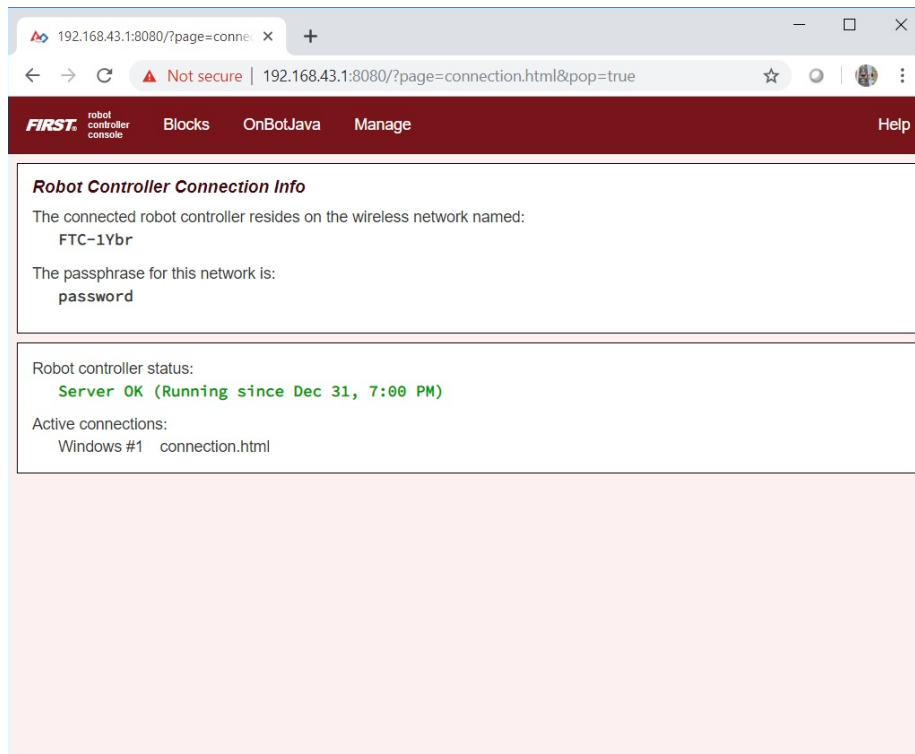 192.168.43.1:8080/?page=connec
Not secure | 192.168.43.1:8080/?page=connection.html&pop=true
FIRST® robot controller console Blocks OnBotJava Manage Help
Robot Controller Connection Info
The connected robot controller resides on the wireless network named:
FTC-1Ybr
The passphrase for this network is:
password
Robot controller status:
Server OK (Running since Dec 31, 7:00 PM)
Active connections:
Windows #1 connection.html